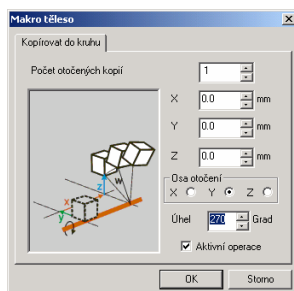 Makro těleso
Kopírovat do kruhu
Počet otočených kopií 1
X 0.0 mm
Y 0.0 mm
Z 0.0 mm
z w
x
y
Osa otočení
X Y Z
Úhel 270 Grad
Aktivní operace
OK Storno